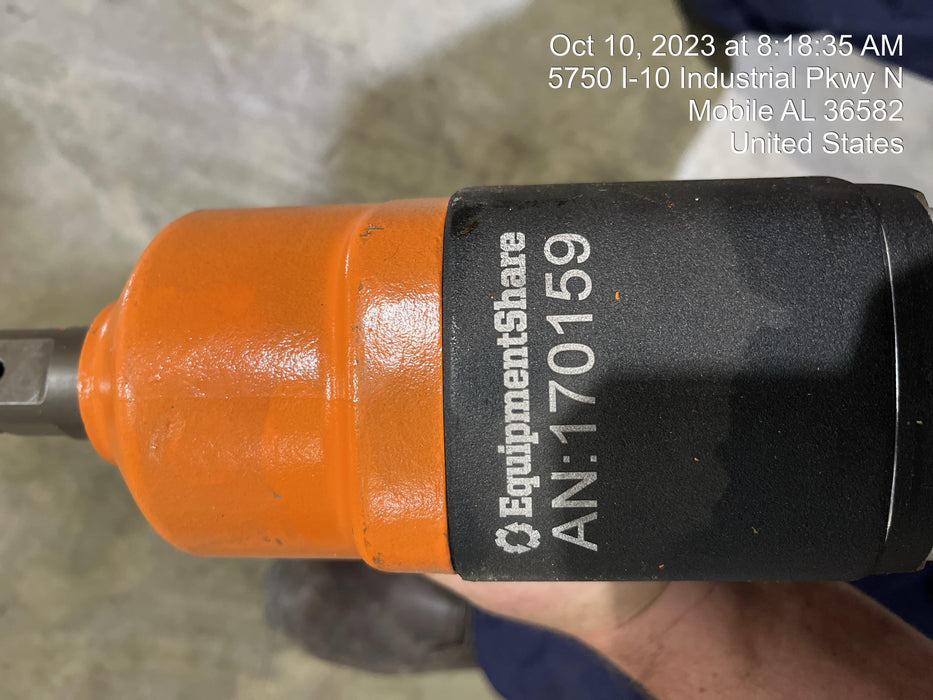 Oct 10, 2023 at 8:18:35 AM
5750 I-10 Industrial Pkwy N
Mobile AL 36582
United States
EquipmentShare
AN:170159